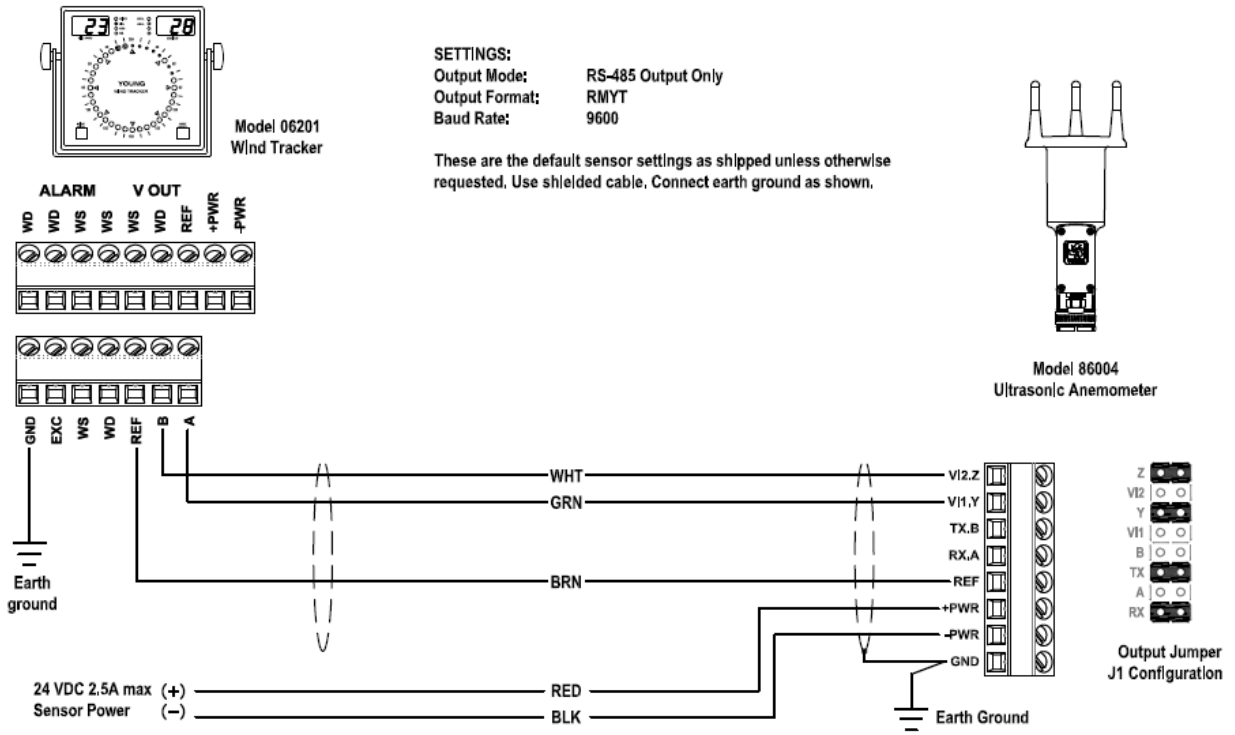 23 28
YOUNG
WIND TRACKER
Model 06201
Wind Tracker
SETTINGS:
Output Mode: RS-485 Output Only
Output Format: RMYT
Baud Rate: 9600
These are the default sensor settings as shipped unless otherwise
requested. Use shielded cable. Connect earth ground as shown.
ALARM V OUT
WD WD WS WS WS WD REF +PWR -PWR
GND EXC WS WD REF B A
Earth
ground
Model 86004
Ultrasonic Anemometer
WHT
GRN
BRN
RED
BLK
VI2,Z
VI1,Y
TX,B
RX,A
REF
+PWR
-PWR
GND
Z
VI2
Y
VI1
B
TX
A
RX
Output Jumper
J1 Configuration
24 VDC 2.5A max (+)
Sensor Power (–)
Earth Ground